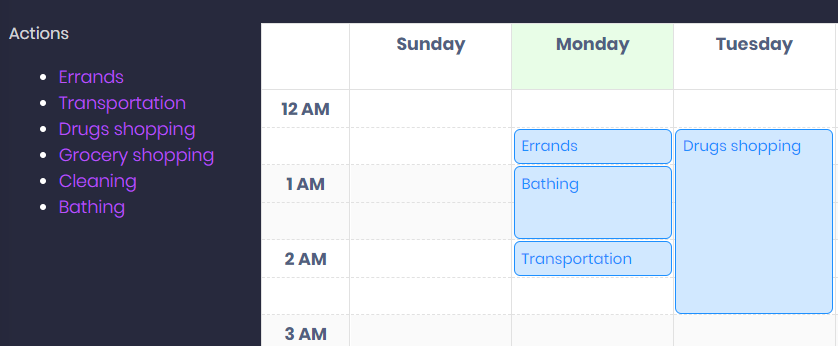 Actions
Errands
Transportation
Drugs shopping
Grocery shopping
Cleaning
Bathing
Sunday Monday Tuesday
12 AM
Errands Drugs shopping
1 AM Bathing
2 AM Transportation
3 AM